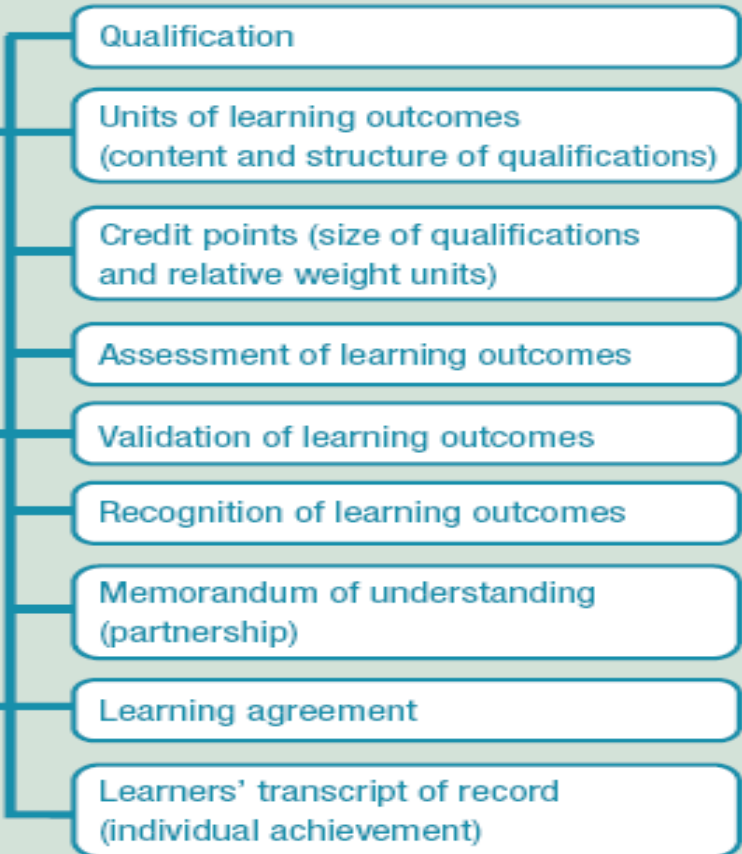 Qualification
Units of learning outcomes
(content and structure of qualifications)
Credit points (size of qualifications
and relative weight units)
Assessment of learning outcomes
Validation of learning outcomes
Recognition of learning outcomes
Memorandum of understanding
(partnership)
Learning agreement
Learners’ transcript of record
(individual achievement)